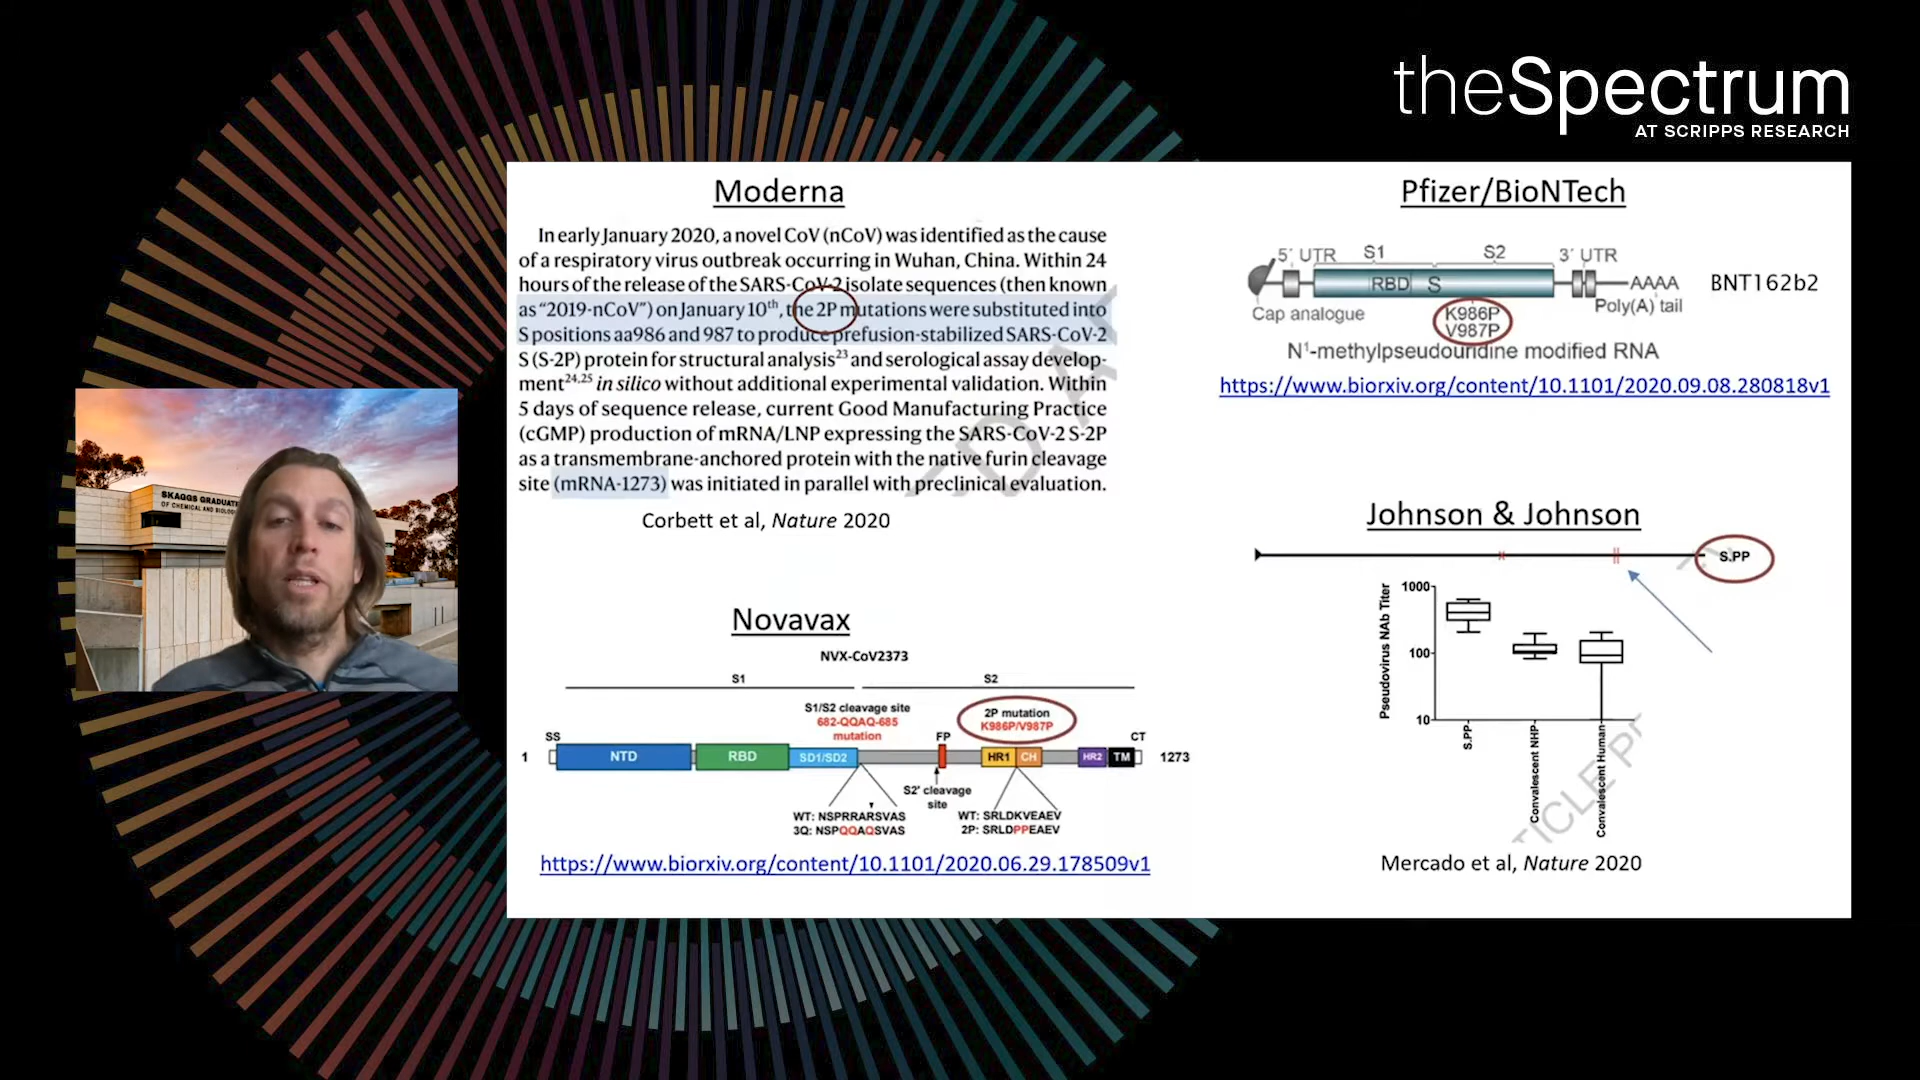 theSpectrum
AT SCRIPPS RESEARCH
SKAGGS GRADUAT
OF CHEMICAL AND BIOLOG
Moderna
In early January 2020, a novel CoV (nCoV) was identified as the cause
of a respiratory virus outbreak occurring in Wuhan, China. Within 24
hours of the release of the SARS-CoV-2 isolate sequences (then known
as “2019-nCoV”) on January 10th, the 2P mutations were substituted into
S positions aa986 and 987 to produce prefusion-stabilized SARS-CoV-2
S (S-2P) protein for structural analysis23 and serological assay develop-
ment24,25 in silico without additional experimental validation. Within
5 days of sequence release, current Good Manufacturing Practice
(cGMP) production of mRNA/LNP expressing the SARS-CoV-2 S-2P
as a transmembrane-anchored protein with the native furin cleavage
site (mRNA-1273) was initiated in parallel with preclinical evaluation.
Corbett et al, Nature 2020
Pfizer/BioNTech
5' UTR S1 S2 3' UTR
RBD S AAAA BNT162b2
Cap analogue K986P Poly(A) tail
V987P
N1-methylpseudouridine modified RNA
https://www.biorxiv.org/content/10.1101/2020.09.08.280818v1
Novavax
NVX-CoV2373
S1 S2
S1/S2 cleavage site
682-QQAQ-685
mutation
2P mutation
K986P/V987P
SS FP CT
1 NTD RBD SD1/SD2 HR1 CH HR2 TM 1273
S2' cleavage
site
WT: NSPRRARSVAS
3Q: NSPQQAQSVAS
WT: SRLDKVEAEV
2P: SRLDPPEAEV
https://www.biorxiv.org/content/10.1101/2020.06.29.178509v1
Johnson & Johnson
S.PP
Pseudovirus NAb Titer
1000
100
10
S.PP
Convalescent NHP
Convalescent Human
TICLE PR
Mercado et al, Nature 2020